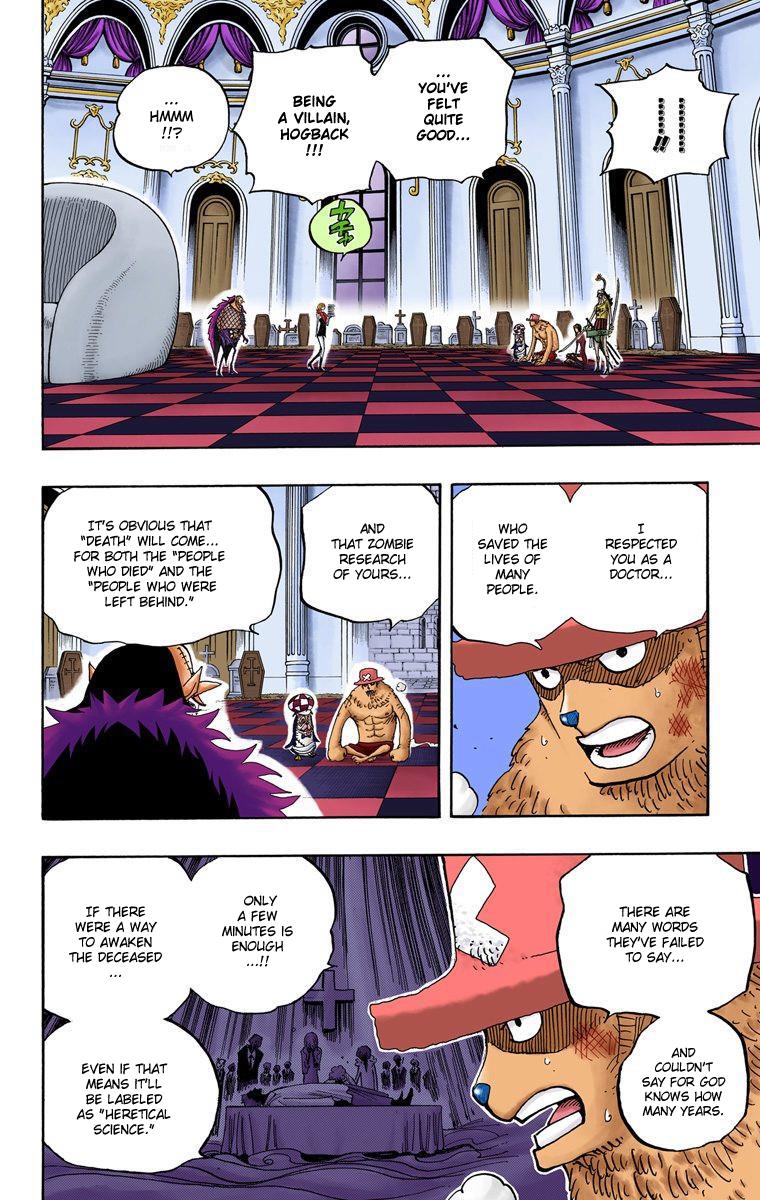 ...
YOU'VE
FELT
QUITE
GOOD...
BEING
A VILLAIN,
HOGBACK
!!!
...
HMMM
!!?
I
RESPECTED
YOU AS A
DOCTOR...
WHO
SAVED THE
LIVES OF
MANY
PEOPLE.
AND
THAT ZOMBIE
RESEARCH
OF YOURS...
IT'S OBVIOUS THAT
"DEATH" WILL COME...
FOR BOTH THE "PEOPLE
WHO DIED" AND THE
"PEOPLE WHO WERE
LEFT BEHIND."
THERE ARE
MANY WORDS
THEY'VE FAILED
TO SAY...
AND
COULDN'T
SAY FOR GOD
KNOWS HOW
MANY YEARS.
ONLY
A FEW
MINUTES IS
ENOUGH
...!!
IF THERE
WERE A WAY
TO AWAKEN
THE DECEASED
...
EVEN IF THAT
MEANS IT'LL
BE LABELED
AS "HERETICAL
SCIENCE."